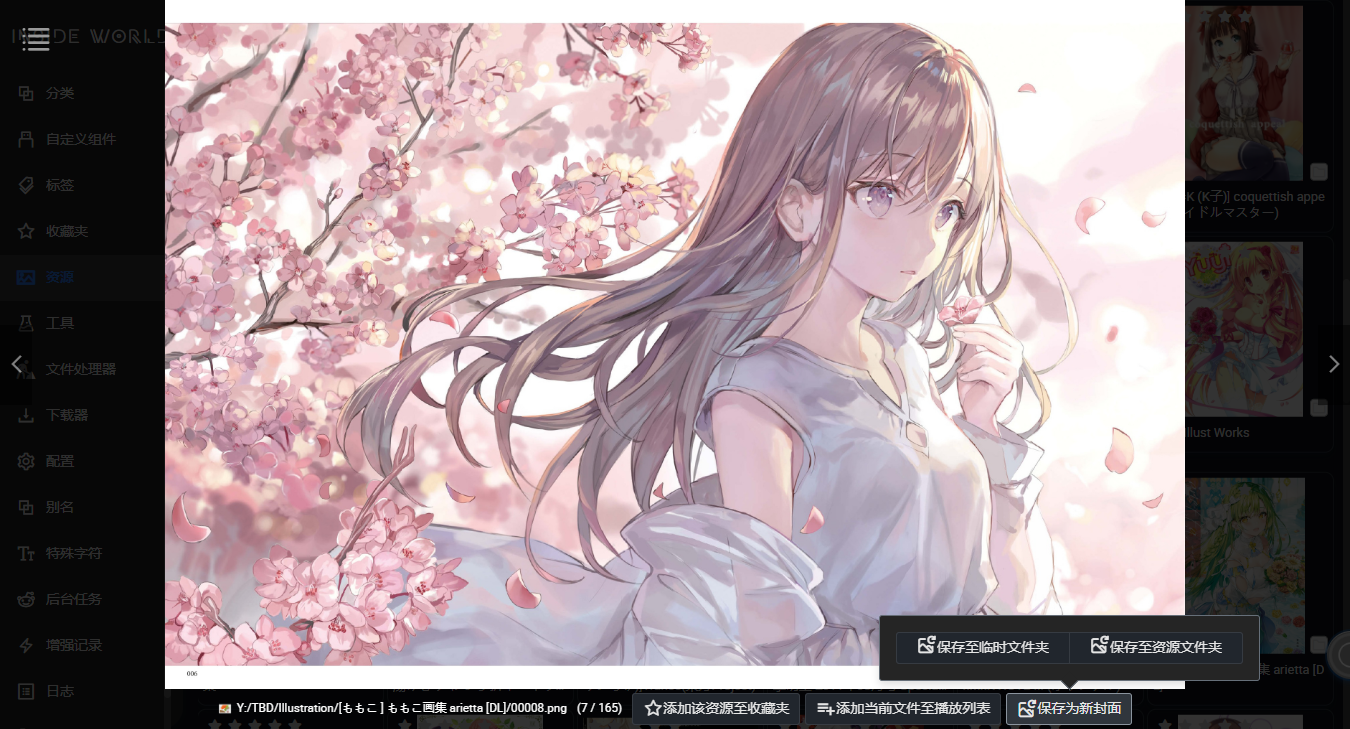 INSIDE WORLD
分类
自定义组件
标签
收藏夹
资源
工具
文件处理器
下载器
配置
别名
特殊字符
后台任务
增强记录
日志
K (K子)] coquettish appe
イドルマスター)
llust Works
集 arietta [D
006
保存至临时文件夹
保存至资源文件夹
Y:/TBD/Illustration/[ももこ] ももこ画集 arietta [DL]/00008.png (7 / 165)
添加该资源至收藏夹
添加当前文件至播放列表
保存为新封面